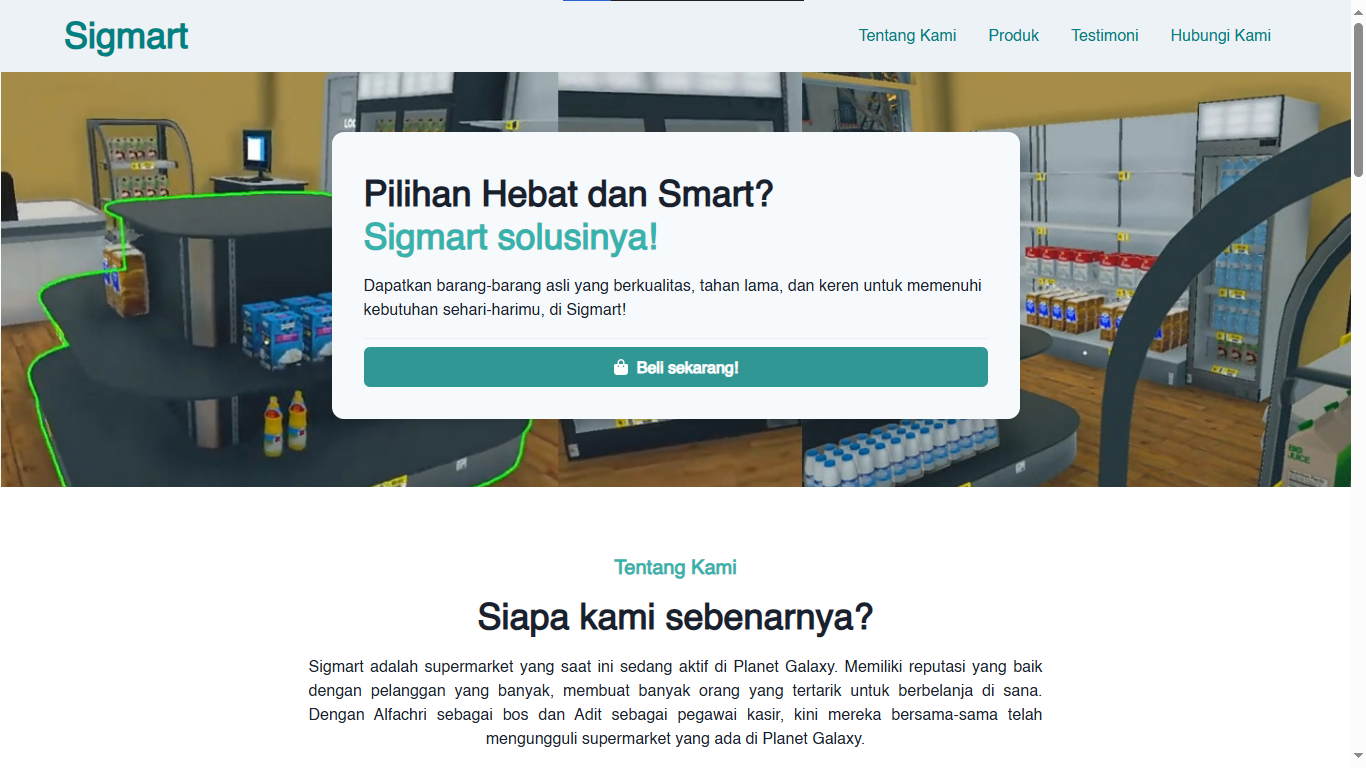 Sigmart
Tentang Kami
Produk
Testimoni
Hubungi Kami
Pilihan Hebat dan Smart?
Sigmart solusinya!
Dapatkan barang-barang asli yang berkualitas, tahan lama, dan keren untuk memenuhi
kebutuhan sehari-harimu, di Sigmart!
Beli sekarang!
BIG
JUICE
Tentang Kami
Siapa kami sebenarnya?
Sigmart adalah supermarket yang saat ini sedang aktif di Planet Galaxy. Memiliki reputasi yang baik
dengan pelanggan yang banyak, membuat banyak orang yang tertarik untuk berbelanja di sana.
Dengan Alfachri sebagai bos dan Adit sebagai pegawai kasir, kini mereka bersama-sama telah
mengungguli supermarket yang ada di Planet Galaxy.